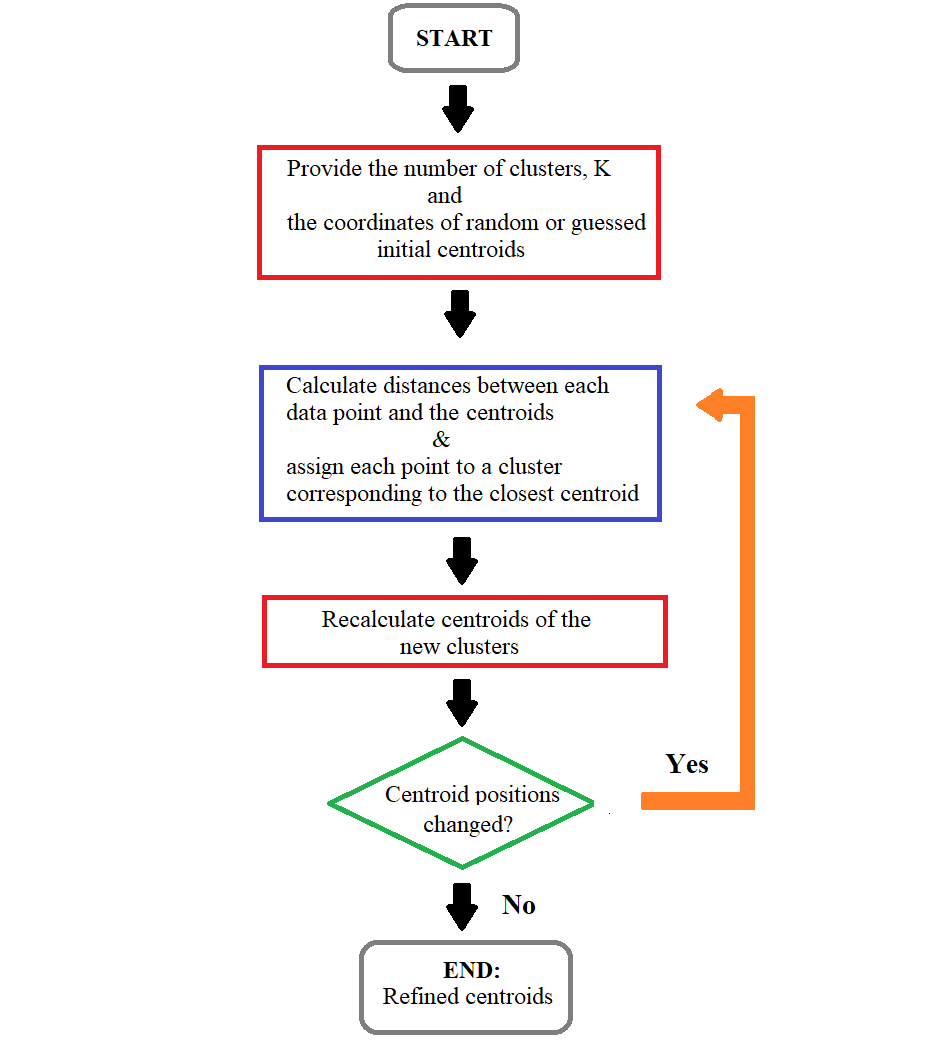 START
Provide the number of clusters, K
and
the coordinates of random or guessed
initial centroids
Calculate distances between each
data point and the centroids
&
assign each point to a cluster
corresponding to the closest centroid
Recalculate centroids of the
new clusters
Centroid positions
changed?
Yes
No
END:
Refined centroids